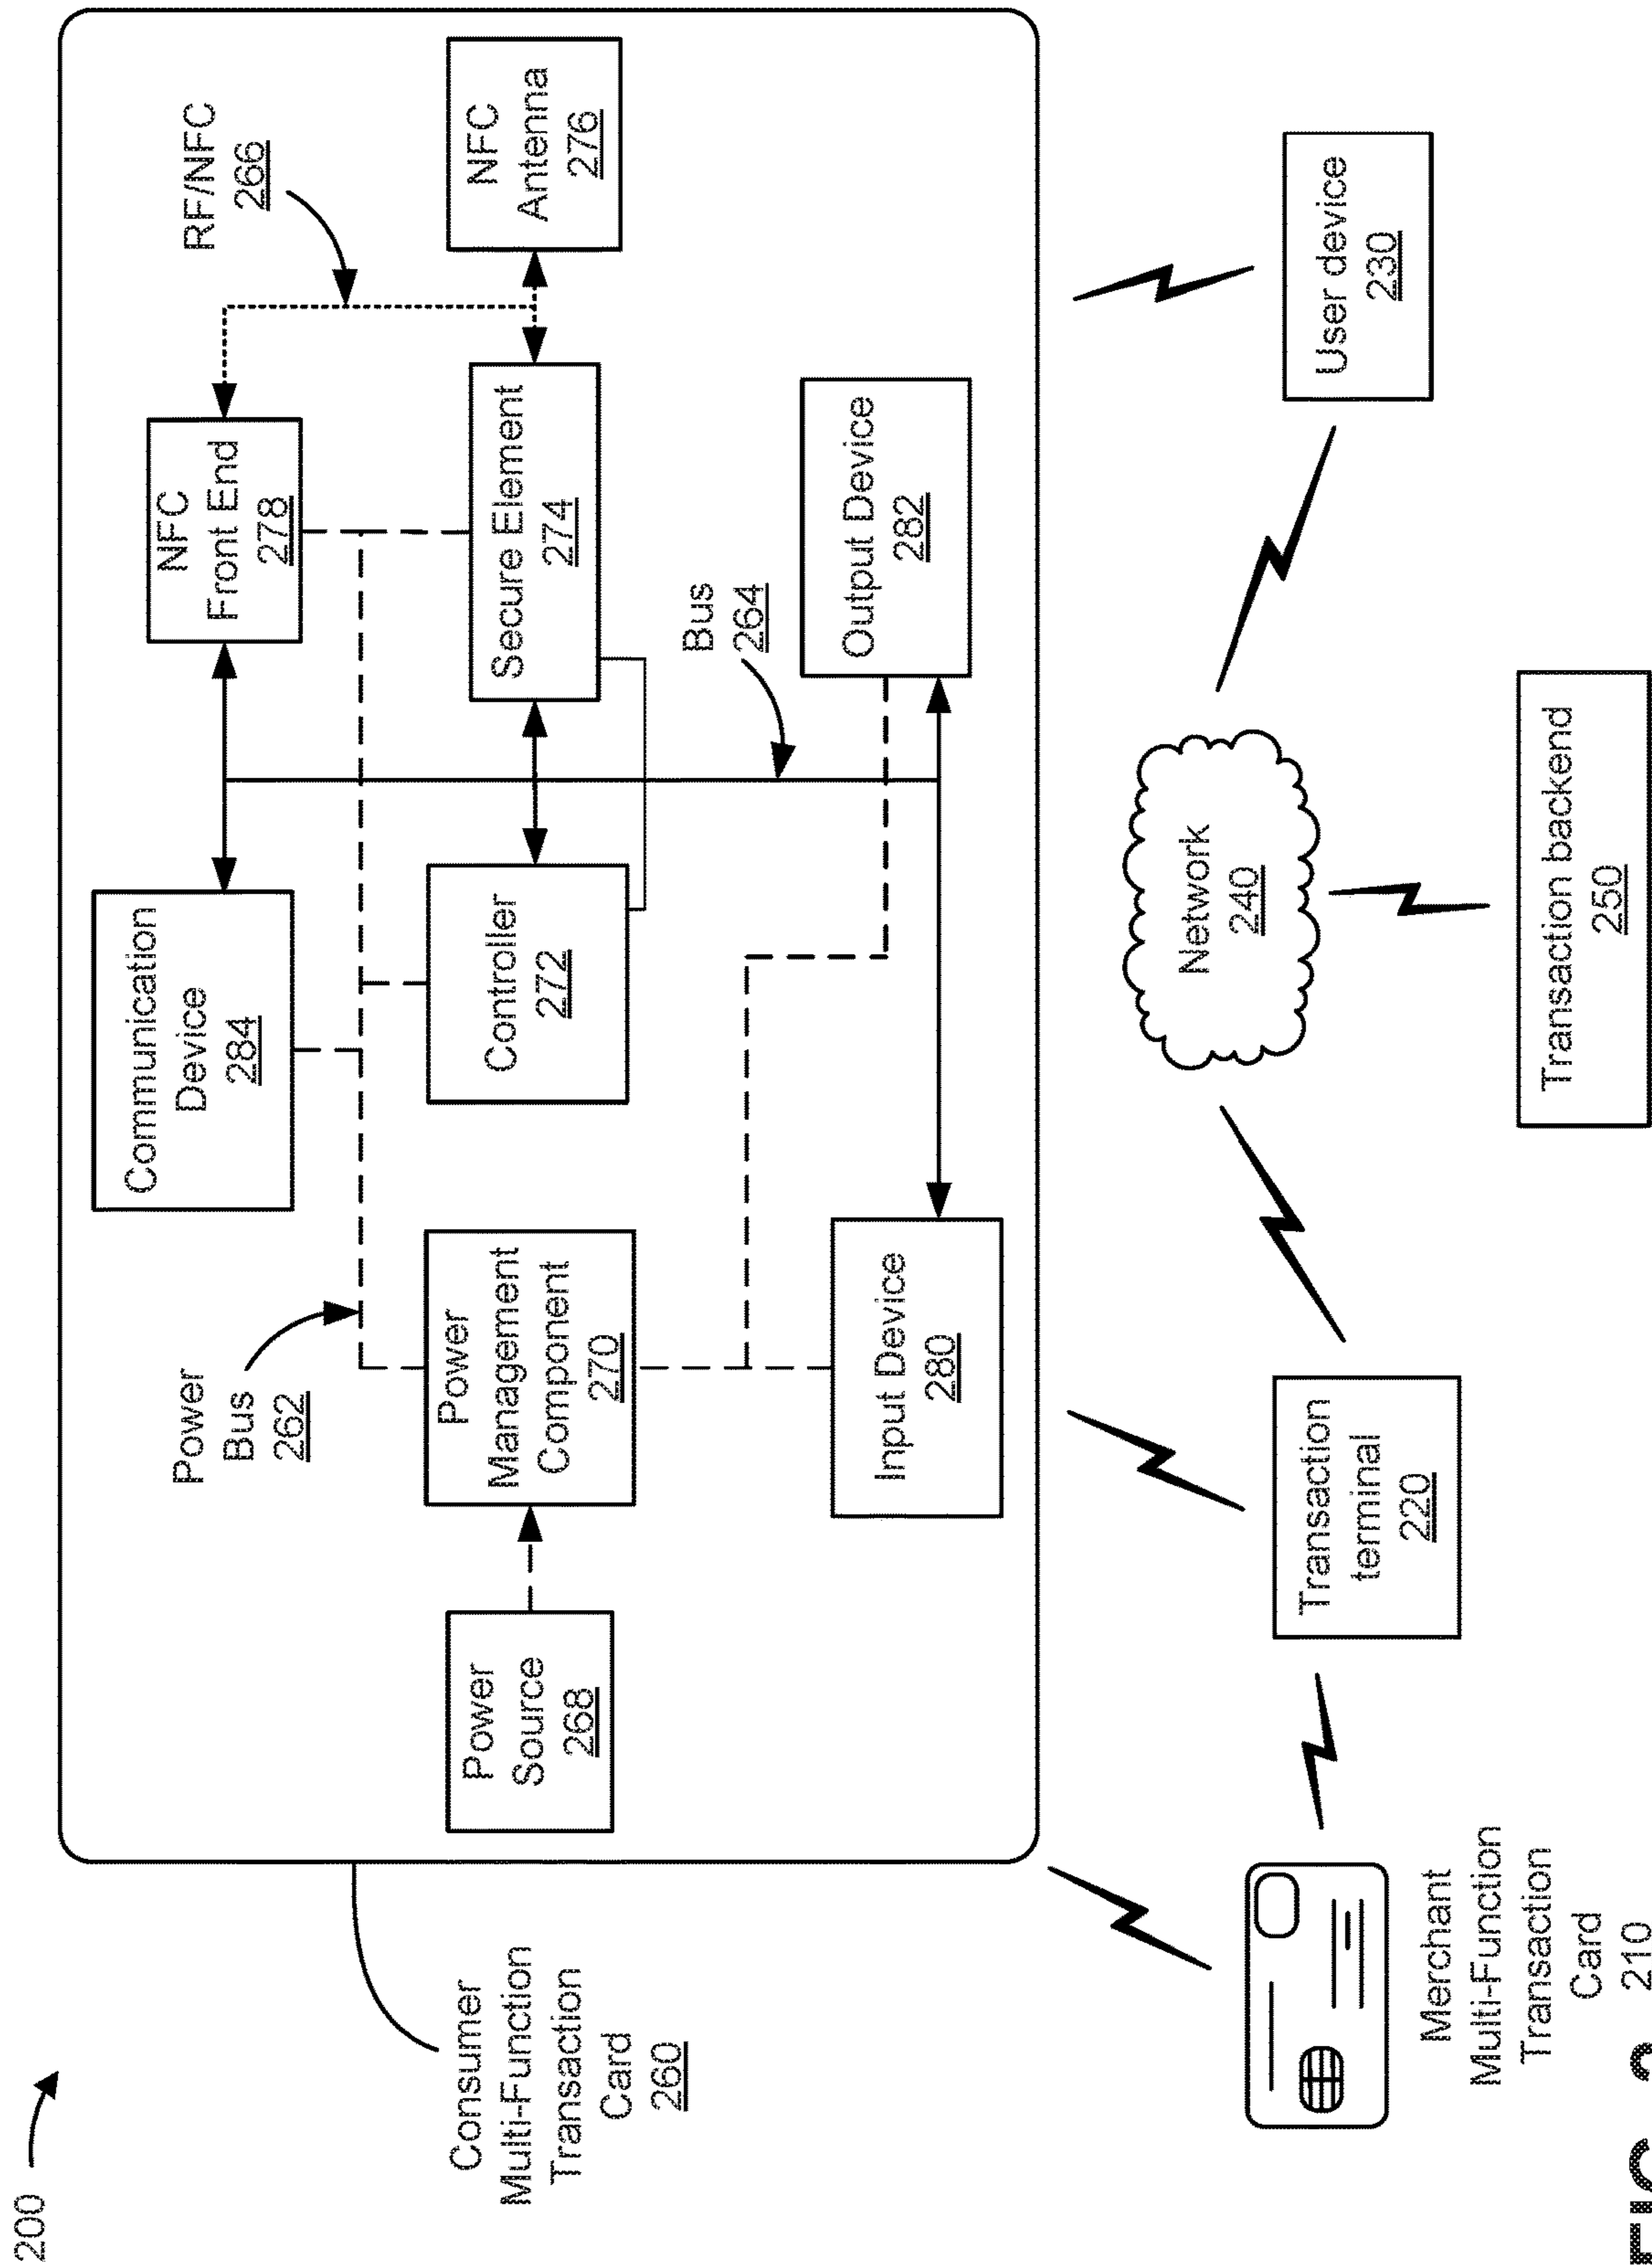 200
Consumer
Multi-Function
Transaction
Card
260
Power
Bus
262
Communication
Device
284
NFC
Front End
278
RF/NFC
266
Power
Source
268
Power
Management
Component
270
Controller
272
Secure Element
274
NFC
Antenna
276
Bus
264
Input Device
280
Output Device
282
Merchant
Multi-Function
Transaction
Card
210
Transaction
terminal
220
Network
240
User device
230
Transaction backend
250